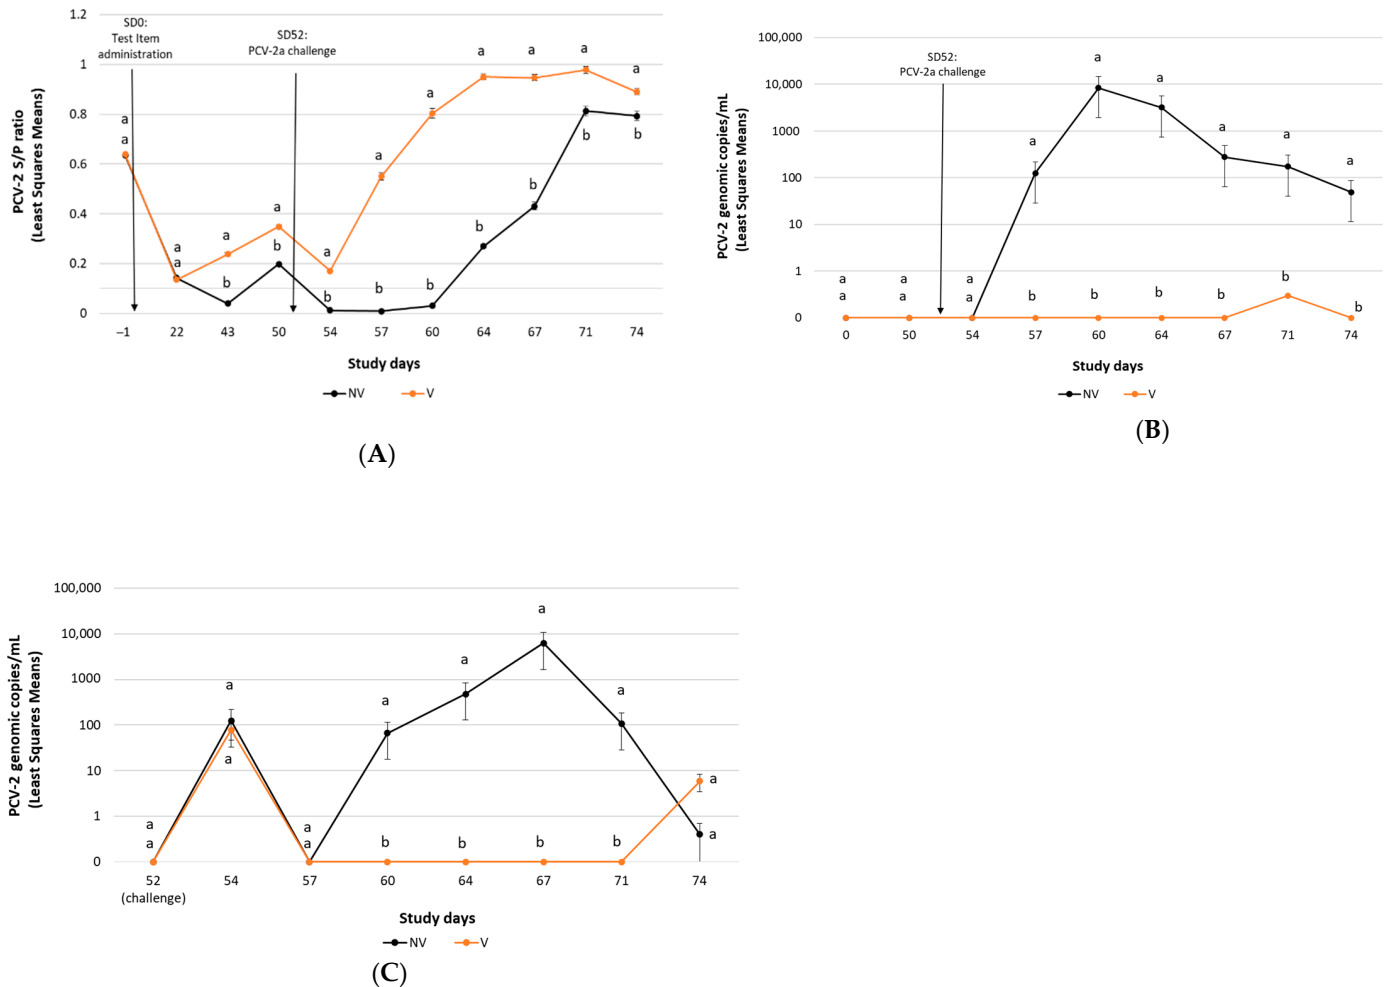 SD0:
Test Item
administration
SD52:
PCV-2a challenge
PCV-2 S/P ratio
(Least Squares Means)
1.2
1
0.8
0.6
0.4
0.2
0
a
a
a
a
a
b
a
b
a
b
a
b
a
b
a
b
a
b
a
b
a
b
−1
22
43
50
54
57
60
64
67
71
74
Study days
NV
V
(A)
SD52:
PCV-2a challenge
PCV-2 genomic copies/mL
(Least Squares Means)
100,000
10,000
1000
100
10
1
0
a
a
a
a
a
a
a
b
a
b
a
b
a
b
a
b
a
b
0
50
54
57
60
64
67
71
74
Study days
NV
V
(B)
PCV-2 genomic copies/mL
(Least Squares Means)
100,000
10,000
1000
100
10
1
0
a
a
a
a
a
a
a
b
a
b
a
b
a
b
a
a
52
(challenge)
54
57
60
64
67
71
74
Study days
NV
V
(C)